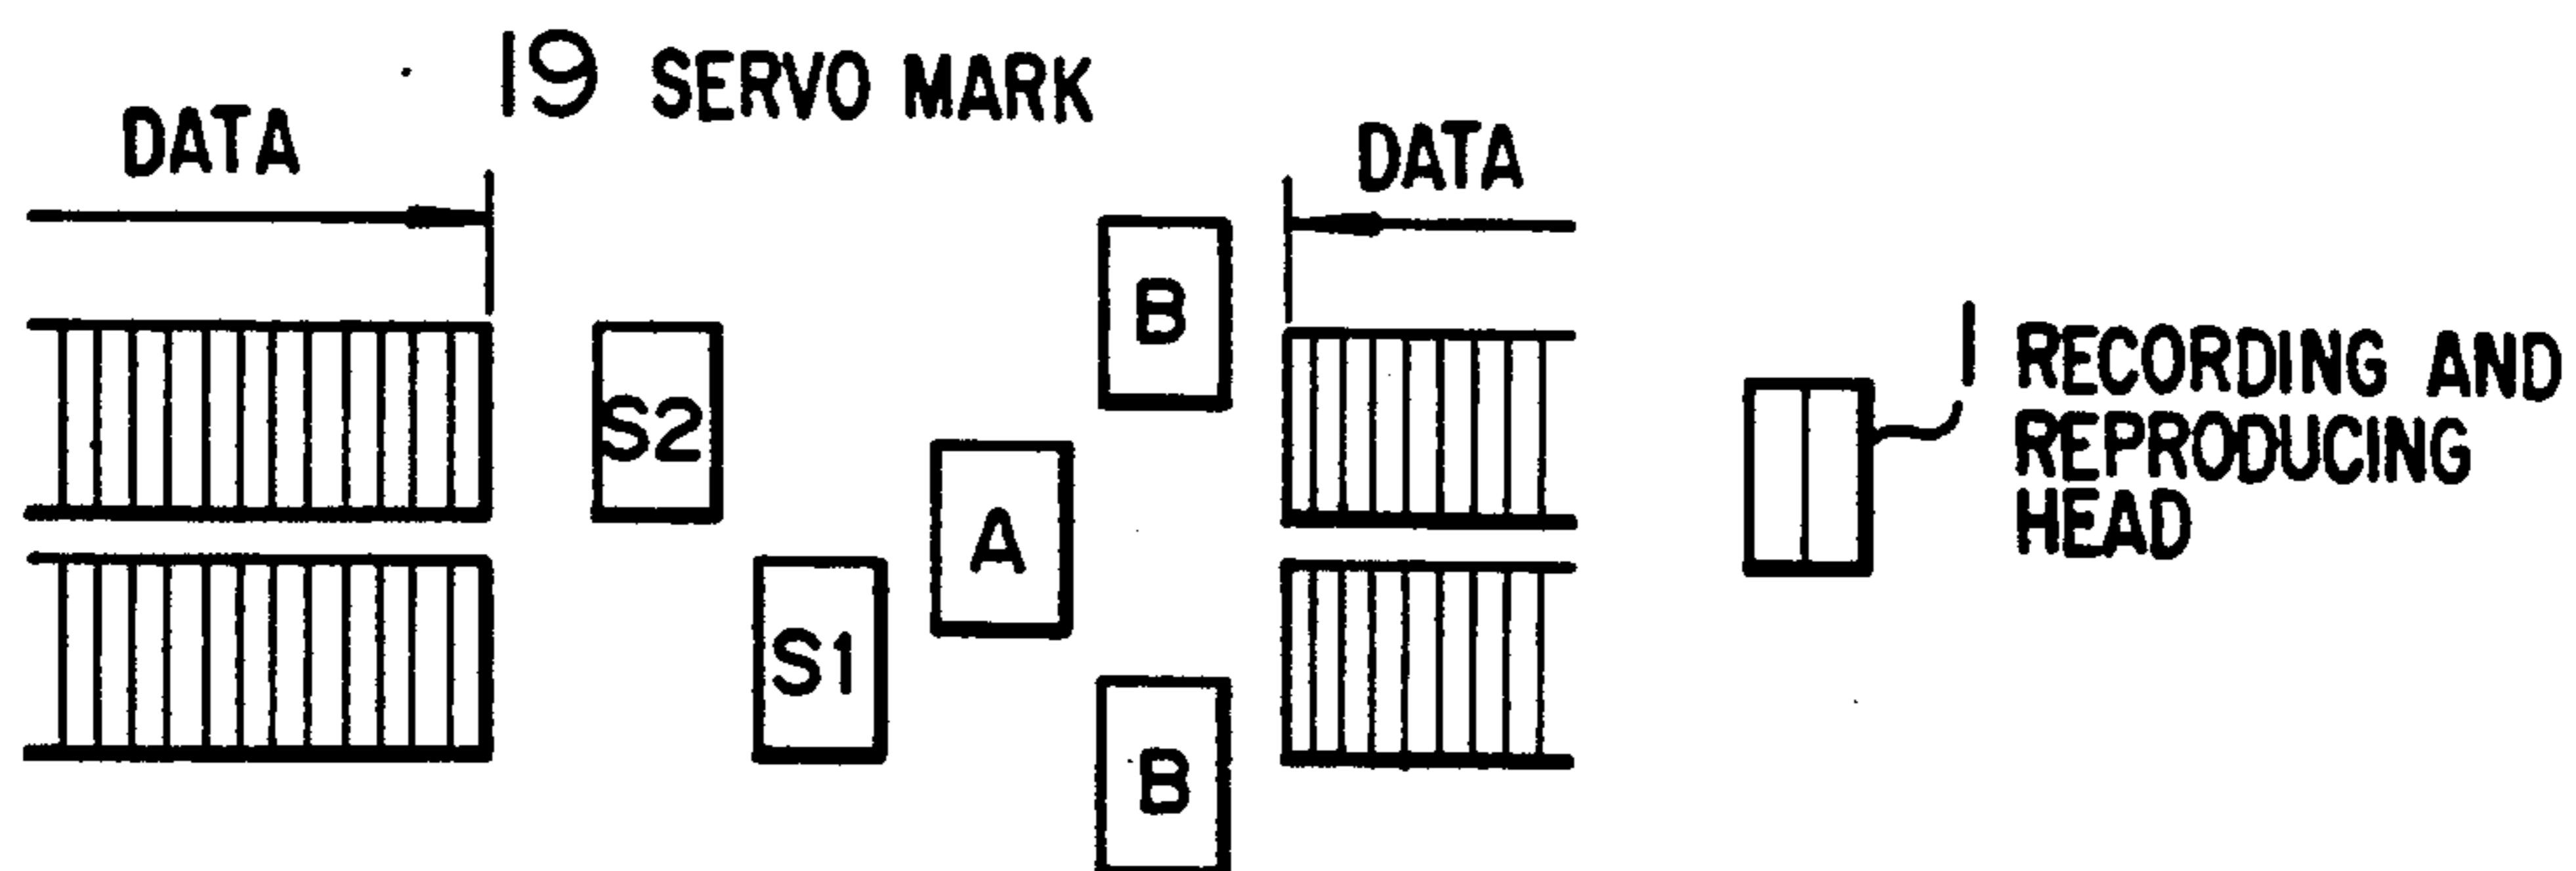 19 SERVO MARK
DATA
DATA
B
S2
A
S1
B
1 RECORDING AND
REPRODUCING
HEAD